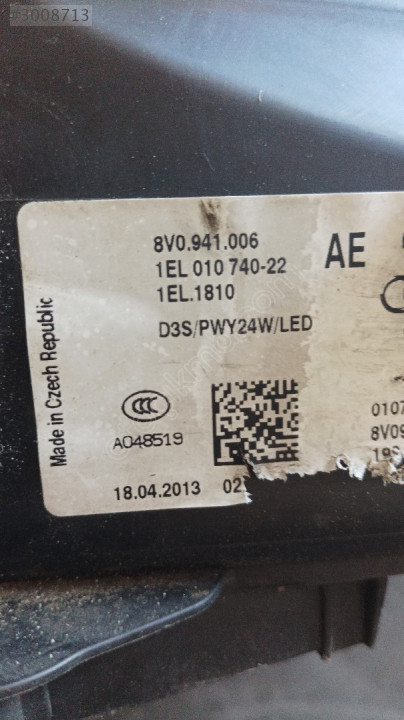 #3008713
8V0.941.006
AE
1EL 010 740-22
1EL.1810
D3S/PWY24W/LED
Made in Czech Republic
CCC
A048519
0107
8V09
18.04.2013